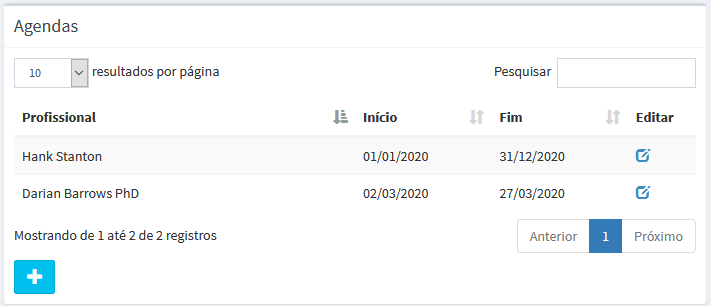 Agendas
10 resultados por página Pesquisar
Profissional Início Fim Editar
Hank Stanton 01/01/2020 31/12/2020
Darian Barrows PhD 02/03/2020 27/03/2020
Mostrando de 1 até 2 de 2 registros Anterior 1 Próximo